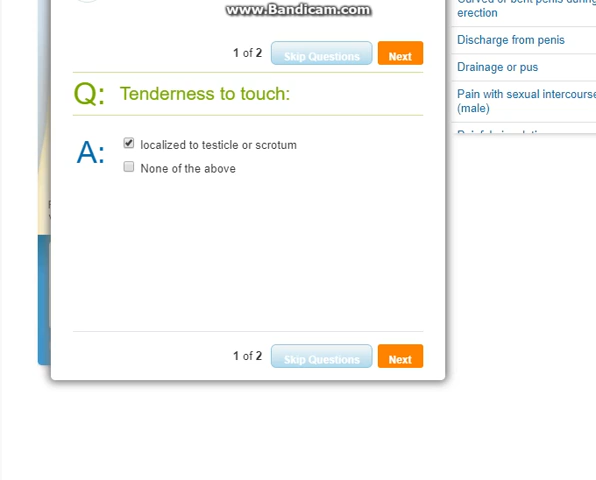 www.Bandicam.com
erection
1 of 2 Skip Questions Next
Discharge from penis
Drainage or pus
Q: Tenderness to touch:
Pain with sexual intercourse
(male)
A: localized to testicle or scrotum
None of the above
1 of 2 Skip Questions Next